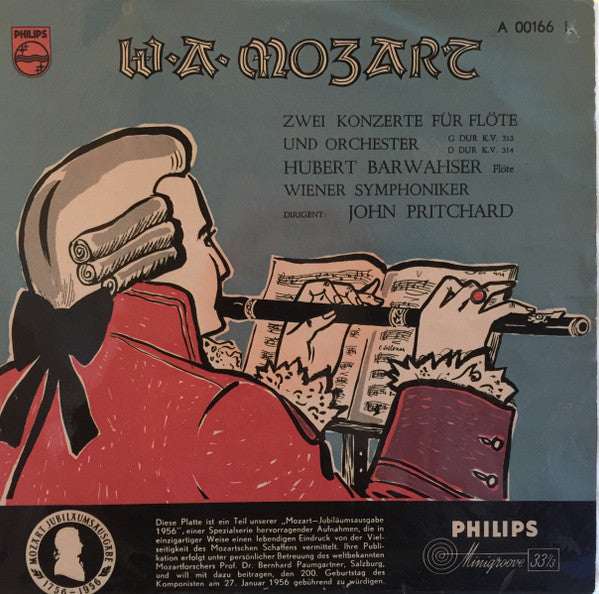 PHILIPS
W·A·MOZART
A 00166 L
ZWEI KONZERTE FÜR FLÖTE
UND ORCHESTER G DUR K.V. 313
D DUR K.V. 314
HUBERT BARWAHSER Flöte
WIENER SYMPHONIKER
DIRIGENT: JOHN PRITCHARD
MOZART JUBILÄUMSAUSGABE
1756-1956
Diese Platte ist ein Teil unserer „Mozart-Jubiläumsausgabe
1956", einer Spezialserie hervorragender Aufnahmen, die in
einzigartiger Weise einen lebendigen Eindruck von der Viel-
seitigkeit des Mozartschen Schaffens vermittelt. Ihre Publi-
kation erfolgt unter persönlicher Betreuung des weltbekannten
Mozartforschers Prof. Dr. Bernhard Paumgartner, Salzburg,
und will mit dazu beitragen, den 200. Geburtstag des
Komponisten am 27. Januar 1956 gebührend zu würdigen.
PHILIPS
Minigroove 33⅓